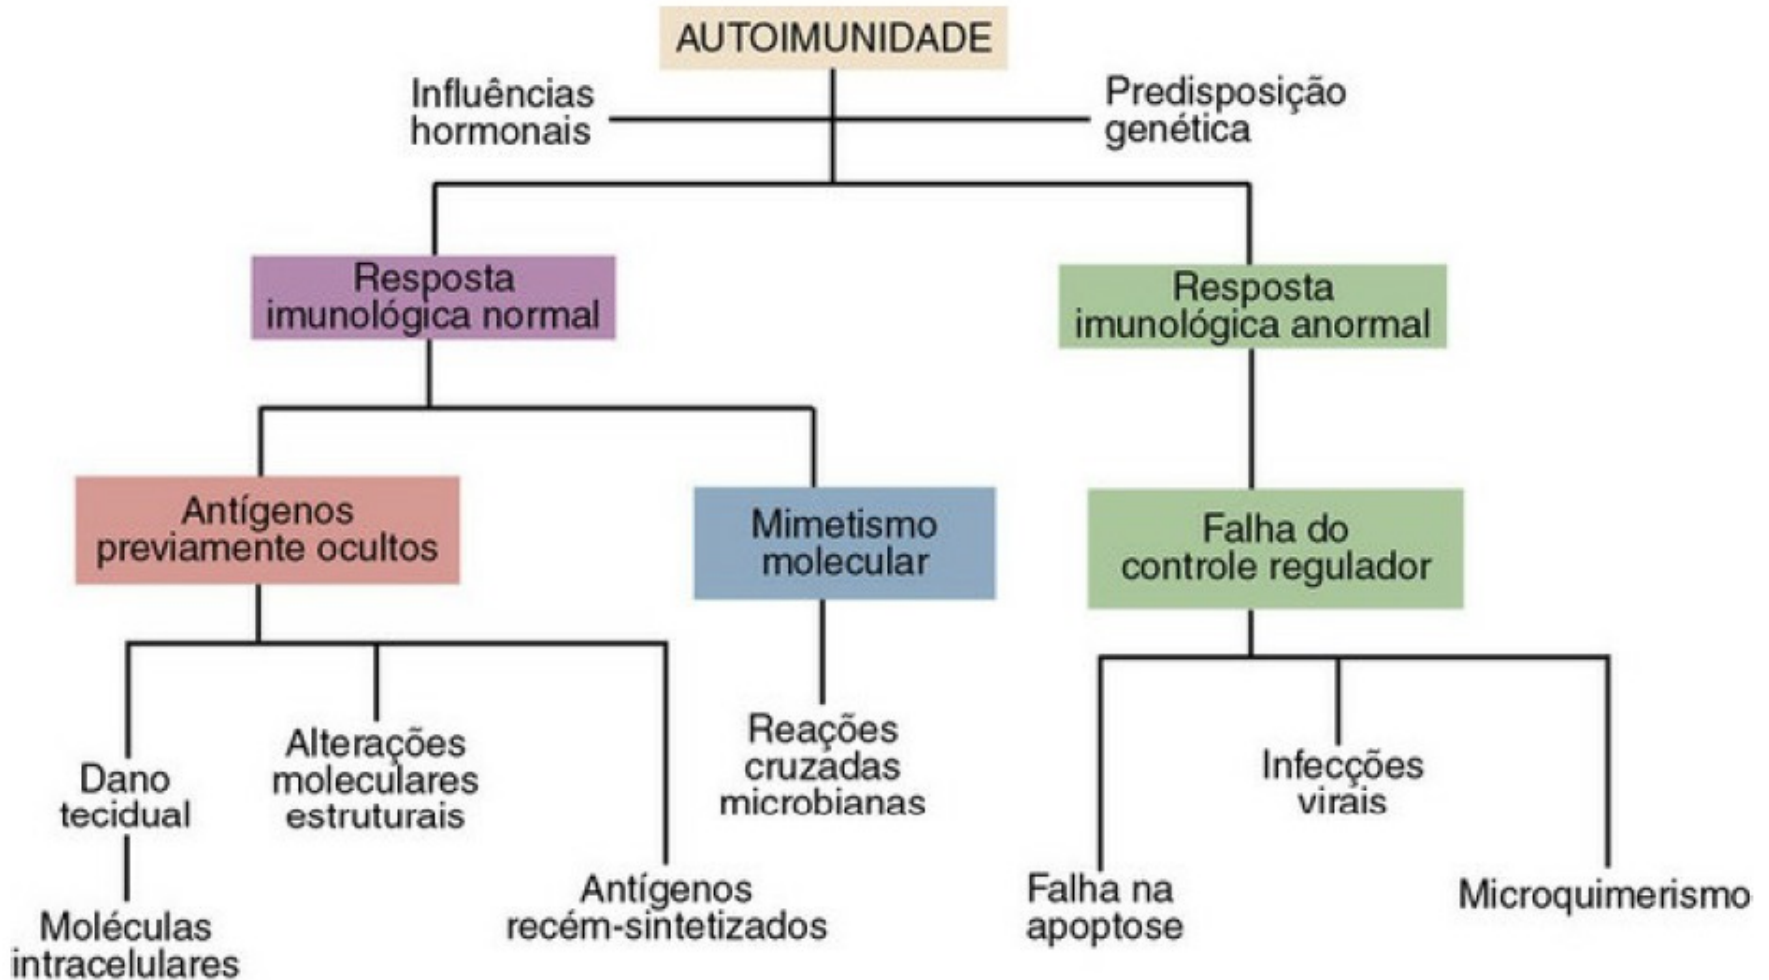 AUTOIMUNIDADE
Influências
hormonais
Predisposição
genética
Resposta
imunológica normal
Resposta
imunológica anormal
Antígenos
previamente ocultos
Mimetismo
molecular
Falha do
controle regulador
Dano
tecidual
Alterações
moleculares
estruturais
Reações
cruzadas
microbianas
Infecções
virais
Moléculas
intracelulares
Antígenos
recém-sintetizados
Falha na
apoptose
Microquimerismo